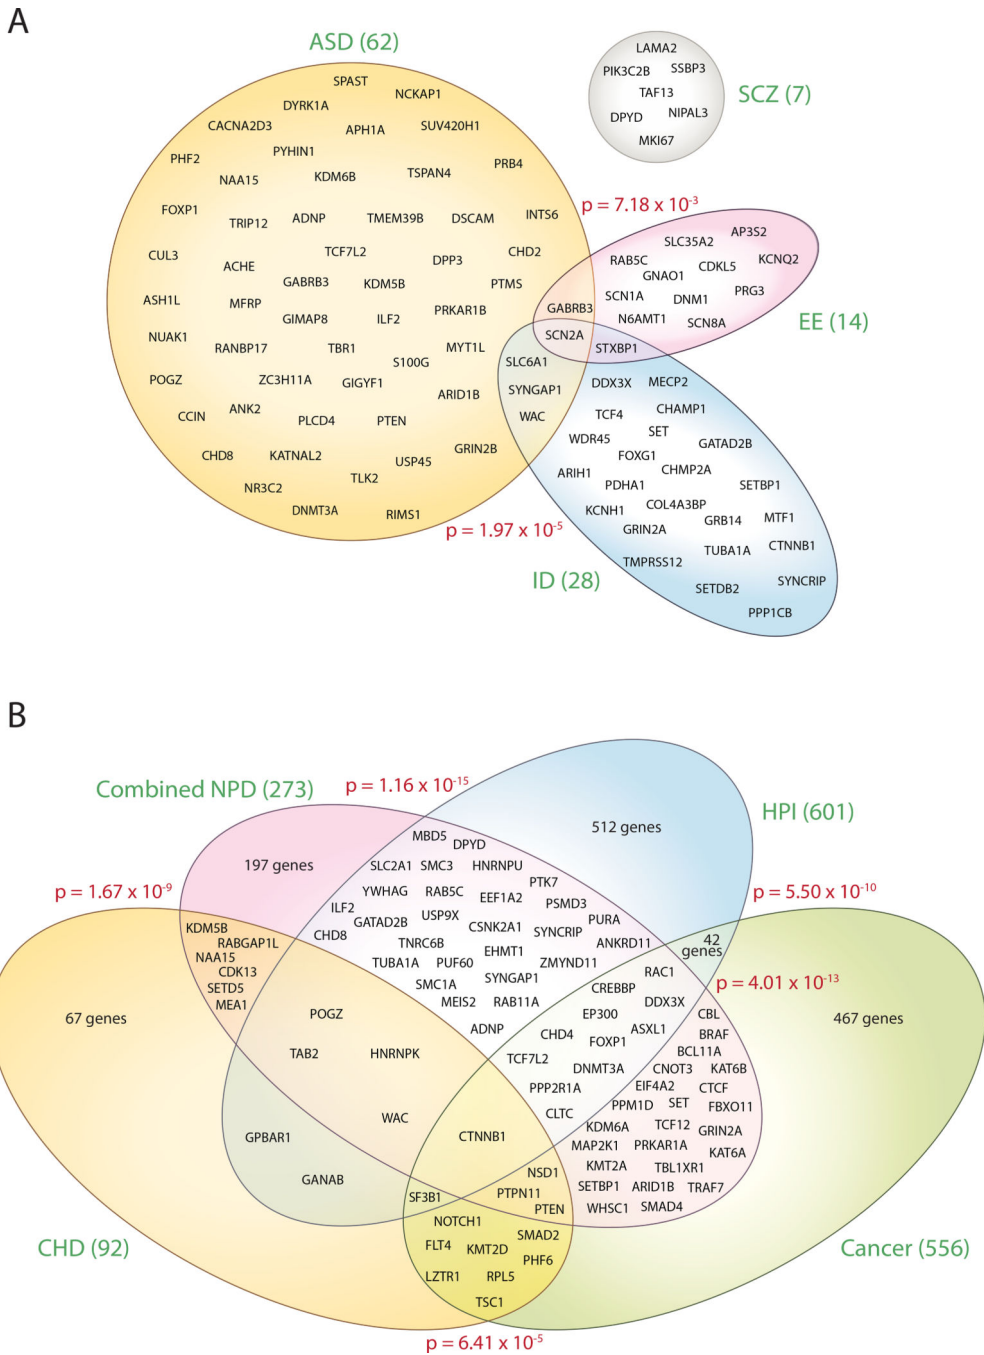 A
ASD (62)
SPAST
NCKAP1
DYRK1A
CACNA2D3
APH1A
SUV420H1
PHF2
PYHIN1
PRB4
NAA15
KDM6B
TSPAN4
FOXP1
TRIP12
ADNP
TMEM39B
DSCAM
INTS6
CUL3
TCF7L2
CHD2
ACHE
DPP3
GABRB3
KDM5B
PTMS
ASH1L
MFRP
PRKAR1B
GIMAP8
ILF2
NUAK1
RANBP17
TBR1
MYT1L
S100G
POGZ
ZC3H11A
GIGYF1
ARID1B
CCIN
ANK2
PLCD4
PTEN
CHD8
KATNAL2
USP45
GRIN2B
NR3C2
TLK2
DNMT3A
RIMS1
SCZ (7)
LAMA2
PIK3C2B
SSBP3
TAF13
DPYD
NIPAL3
MKI67
p = 7.18 x 10-3
EE (14)
AP3S2
SLC35A2
RAB5C
KCNQ2
GNAO1
CDKL5
PRG3
SCN1A
DNM1
N6AMT1
SCN8A
GABRB3
SCN2A
STXBP1
SLC6A1
SYNGAP1
WAC
DDX3X
MECP2
TCF4
CHAMP1
WDR45
SET
GATAD2B
FOXG1
ARIH1
CHMP2A
PDHA1
SETBP1
KCNH1
COL4A3BP
GRIN2A
GRB14
MTF1
TUBA1A
CTNNB1
TMPRSS12
SETDB2
SYNCRIP
PPP1CB
p = 1.97 x 10-5
ID (28)
B
Combined NPD (273)
p = 1.16 x 10-15
HPI (601)
512 genes
197 genes
p = 1.67 x 10-9
p = 5.50 x 10-10
MBD5
DPYD
SLC2A1
SMC3
HNRNPU
PTK7
YWHAG
RAB5C
EEF1A2
PSMD3
ILF2
GATAD2B
USP9X
CSNK2A1
PURA
CHD8
SYNCRIP
TNRC6B
EHMT1
ANKRD11
TUBA1A
PUF60
ZMYND11
SMC1A
SYNGAP1
MEIS2
RAB11A
ADNP
KDM5B
RABGAP1L
NAA15
CDK13
SETD5
MEA1
67 genes
POGZ
TAB2
HNRNPK
WAC
GPBAR1
GANAB
42
genes
p = 4.01 x 10-13
RAC1
CREBBP
DDX3X
EP300
CHD4
ASXL1
FOXP1
TCF7L2
DNMT3A
PPP2R1A
CLTC
CBL
BRAF
BCL11A
CNOT3
KAT6B
EIF4A2
CTCF
PPM1D
SET
FBXO11
KDM6A
TCF12
GRIN2A
MAP2K1
PRKAR1A
KAT6A
KMT2A
TBL1XR1
SETBP1
ARID1B
TRAF7
WHSC1
SMAD4
467 genes
CTNNB1
NSD1
SF3B1
PTPN11
PTEN
NOTCH1
SMAD2
FLT4
KMT2D
PHF6
LZTR1
RPL5
TSC1
CHD (92)
Cancer (556)
p = 6.41 x 10-5